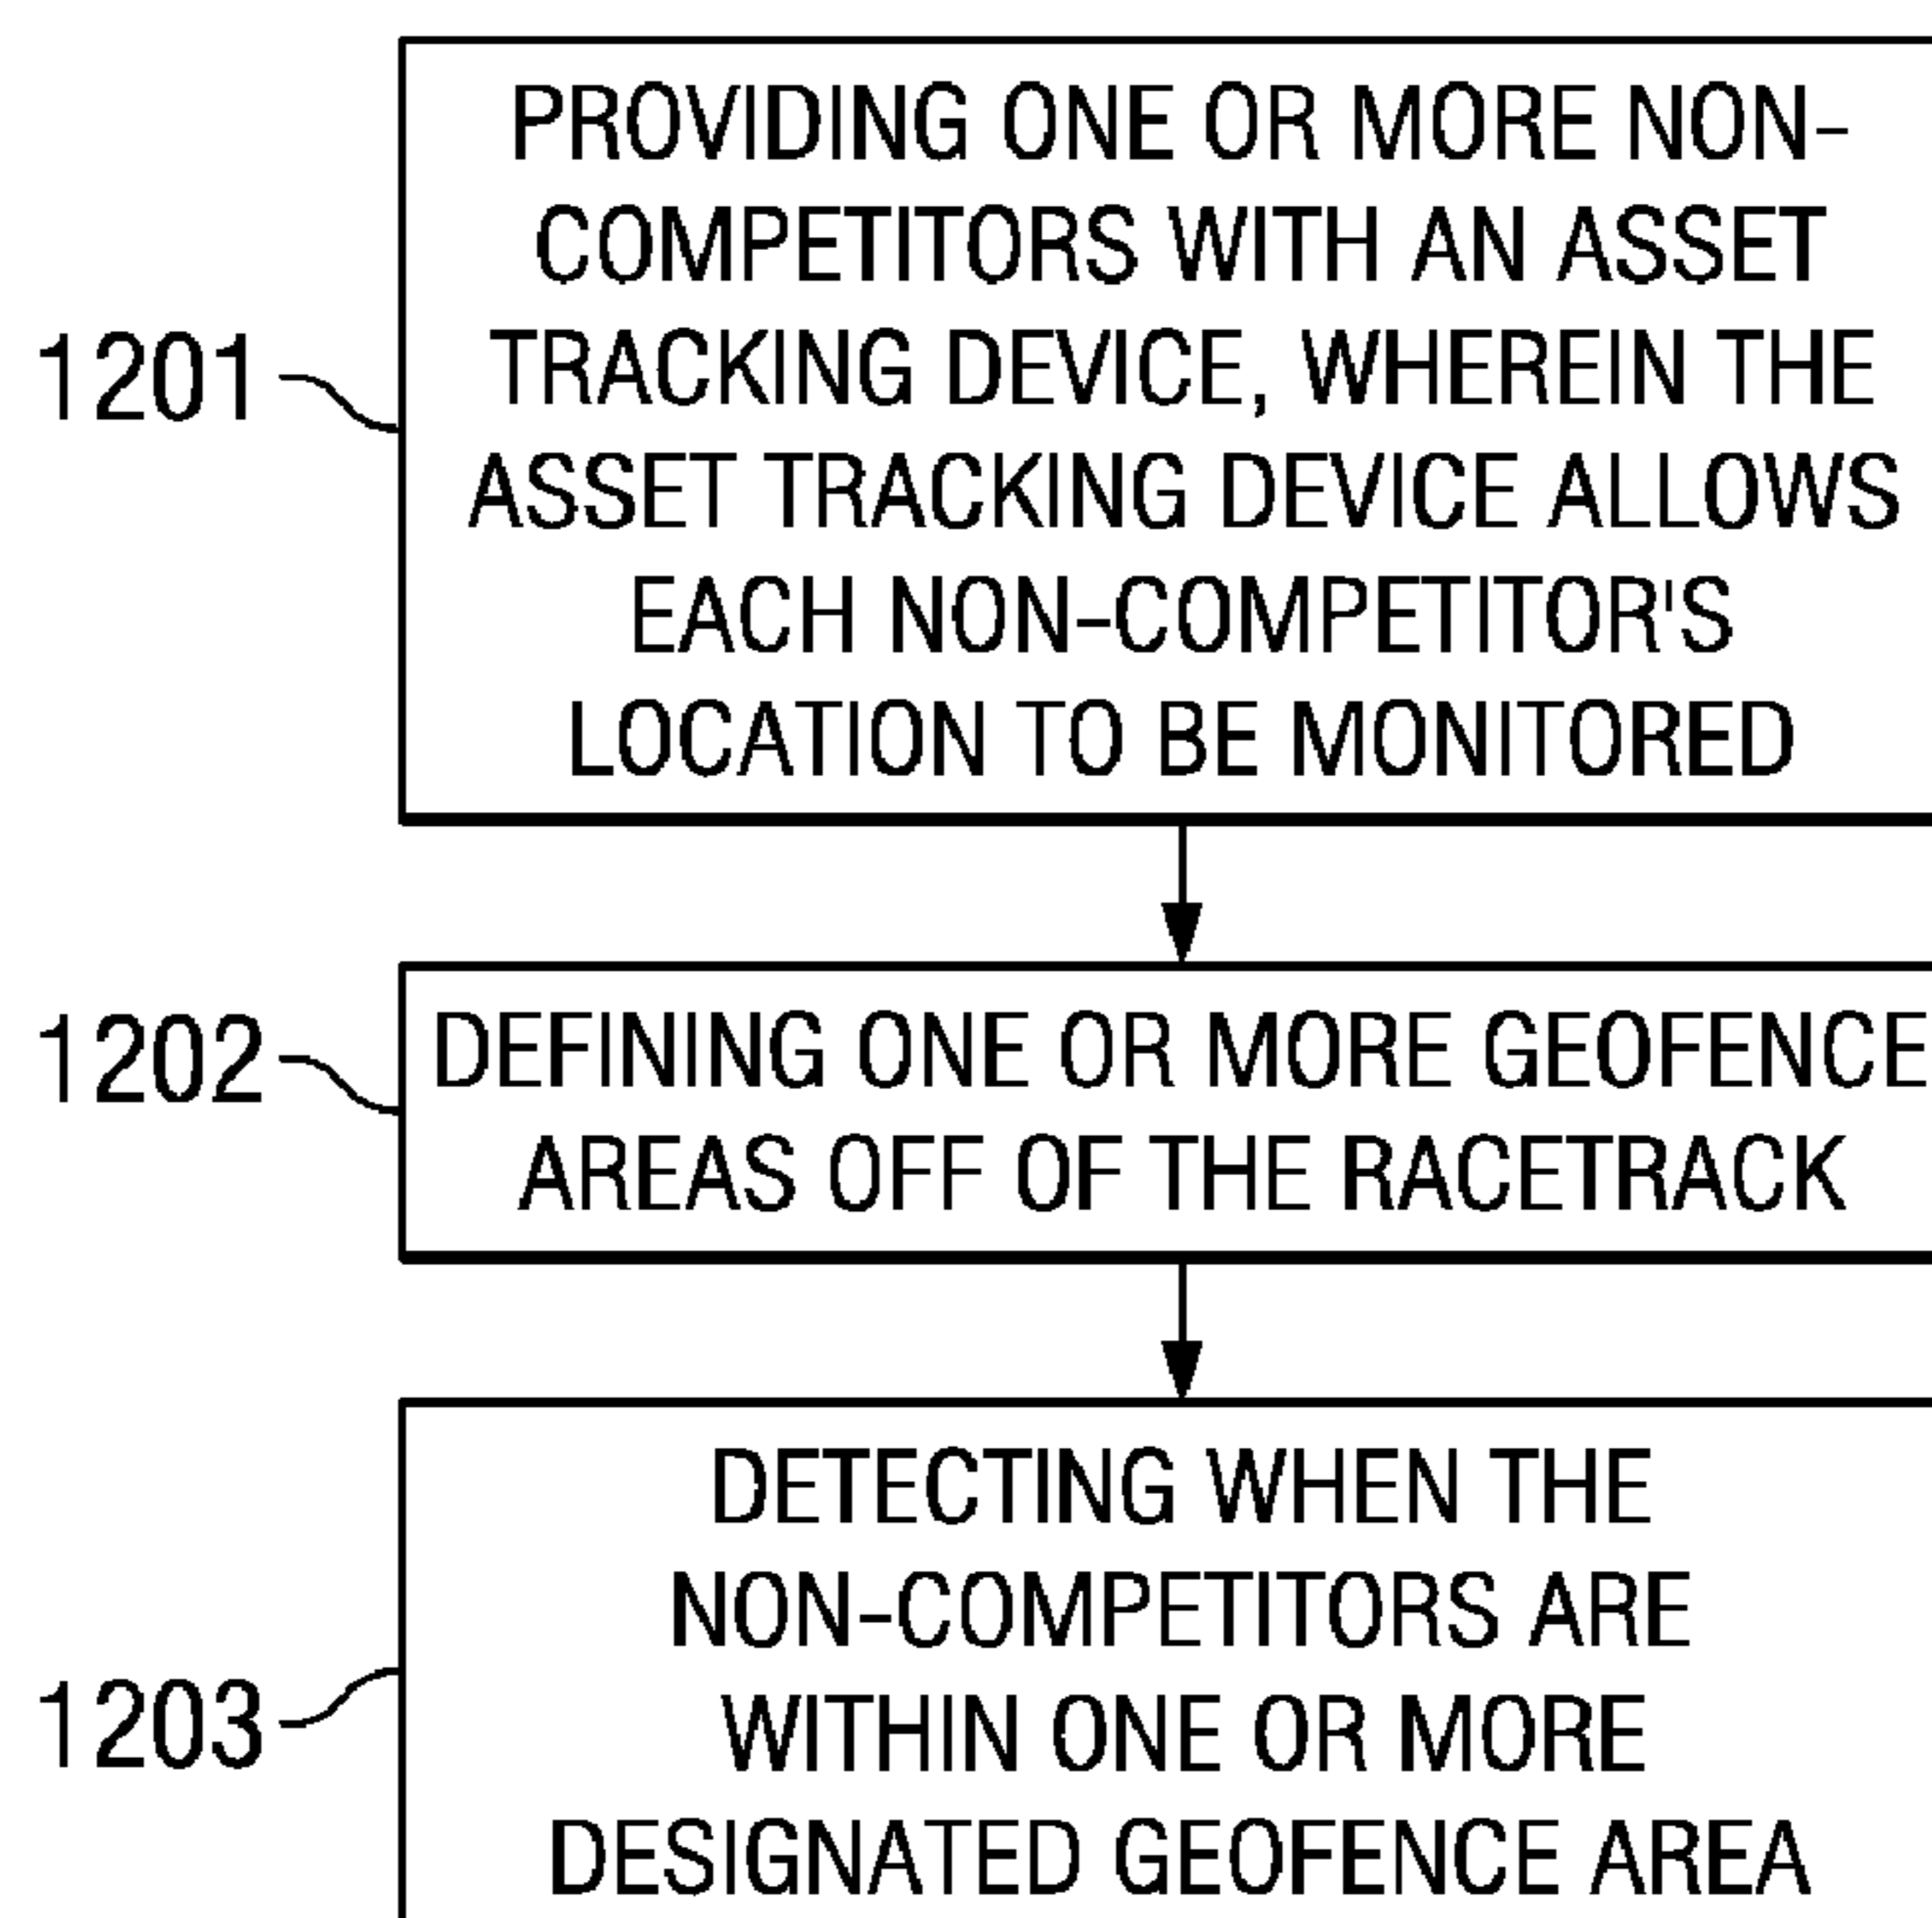 PROVIDING ONE OR MORE NON-
COMPETITORS WITH AN ASSET
1201 TRACKING DEVICE, WHEREIN THE
ASSET TRACKING DEVICE ALLOWS
EACH NON-COMPETITOR'S
LOCATION TO BE MONITORED
1202 DEFINING ONE OR MORE GEOFENCE
AREAS OFF OF THE RACETRACK
DETECTING WHEN THE
NON-COMPETITORS ARE
1203 WITHIN ONE OR MORE
DESIGNATED GEOFENCE AREA